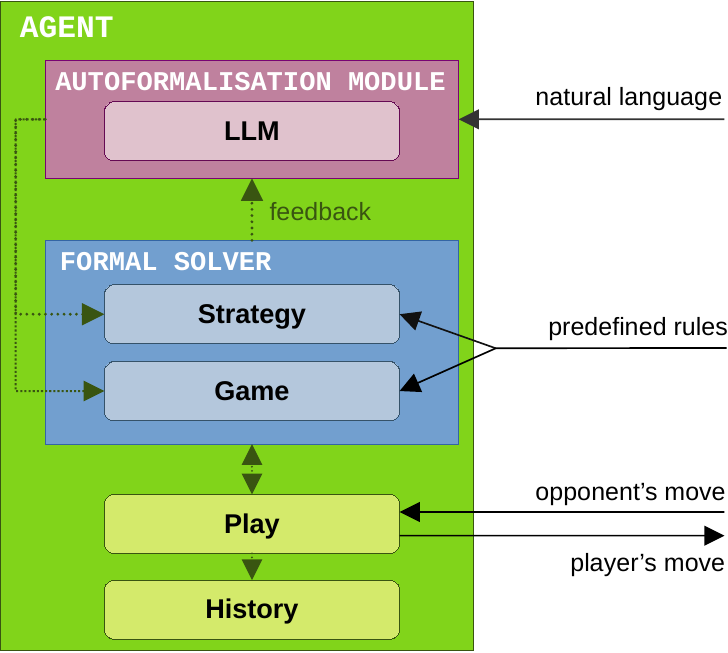 AGENT
AUTOFORMALISATION MODULE
natural language
LLM
feedback
FORMAL SOLVER
Strategy
predefined rules
Game
opponent’s move
Play
player’s move
History